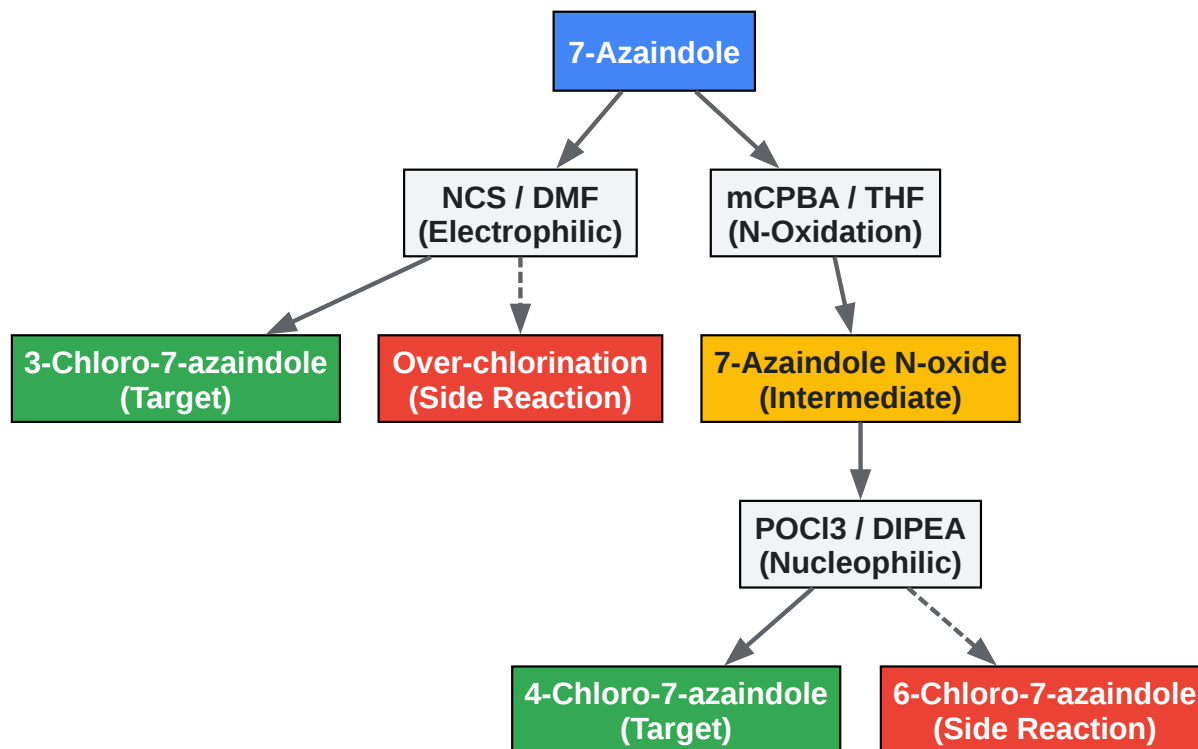 7-Azaindole
NCS / DMF
(Electrophilic)
mCPBA / THF
(N-Oxidation)
3-Chloro-7-azaindole
(Target)
Over-chlorination
(Side Reaction)
7-Azaindole N-oxide
(Intermediate)
POCl3 / DIPEA
(Nucleophilic)
4-Chloro-7-azaindole
(Target)
6-Chloro-7-azaindole
(Side Reaction)